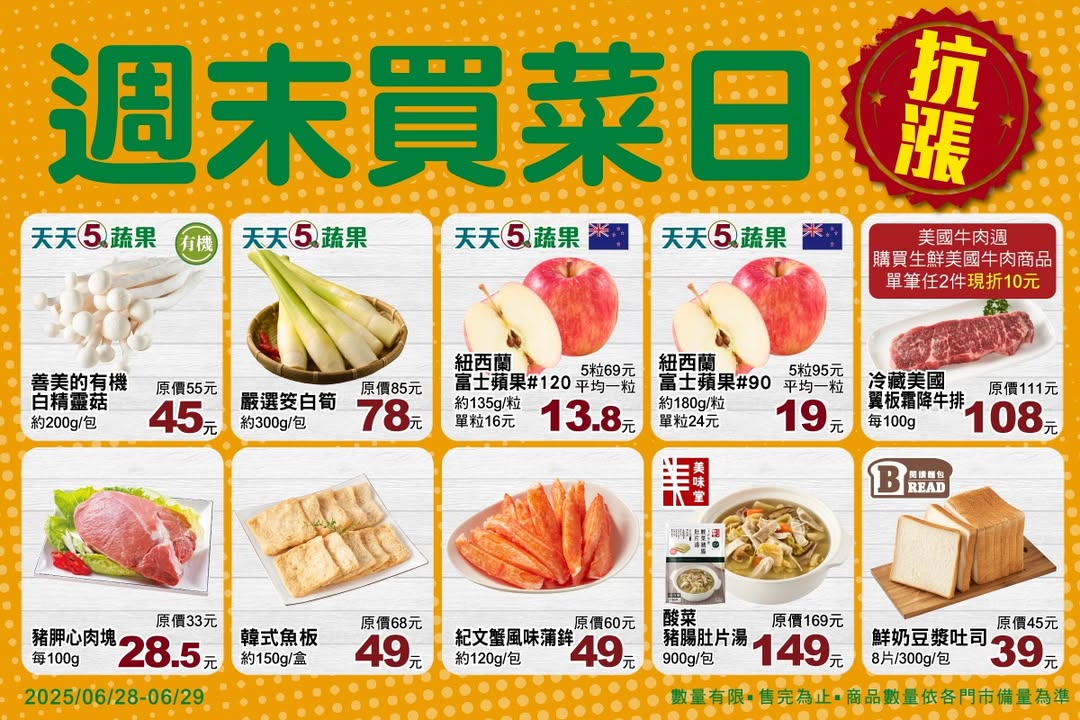 週末買菜日
抗漲
天天5蔬果
有機
善美的有機
白精靈菇
約200g/包
原價55元
45元
天天5蔬果
嚴選筊白筍
約300g/包
原價85元
78元
天天5蔬果
紐西蘭
富士蘋果#120
約135g/粒
單粒16元
5粒69元
平均一粒
13.8元
天天5蔬果
紐西蘭
富士蘋果#90
約180g/粒
單粒24元
5粒95元
平均一粒
19元
美國牛肉週
購買生鮮美國牛肉商品
單筆任2件現折10元
冷藏美國
翼板霜降牛排
每100g
原價111元
108元
豬胛心肉塊
每100g
原價33元
28.5元
韓式魚板
約150g/盒
原價68元
49元
紀文蟹風味蒲鉾
約120g/包
原價60元
49元
美味堂
酸菜
豬腸肚片湯
900g/包
原價169元
149元
BREAD
鮮奶豆漿吐司
8片/300g/包
原價45元
39元
2025/06/28-06/29
數量有限▪售完為止▪商品數量依各門市備量為準